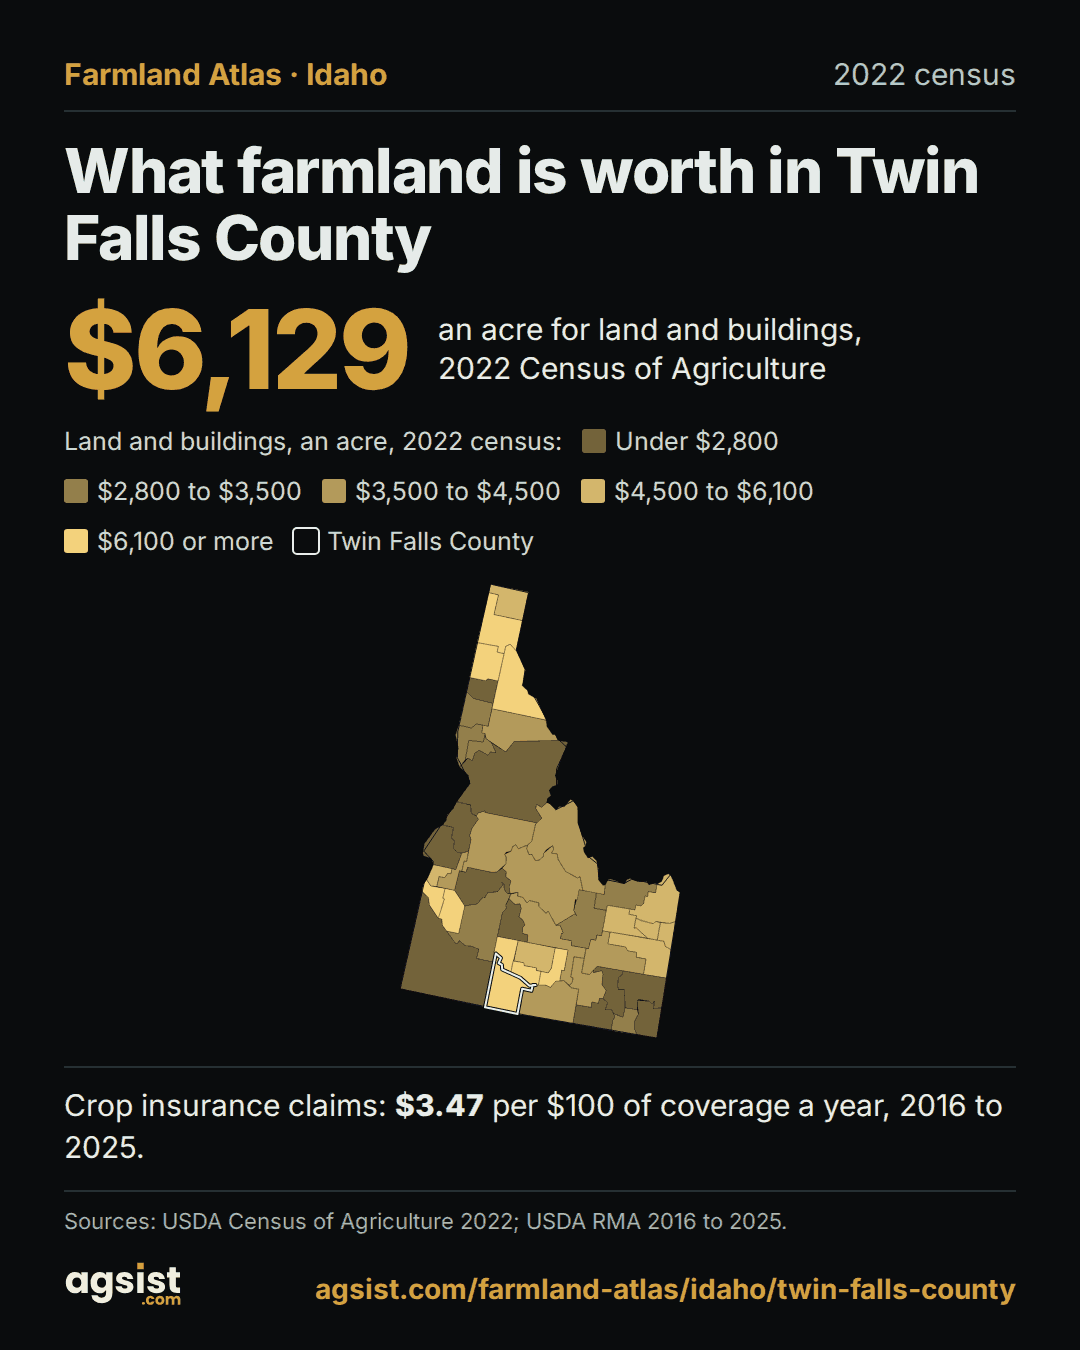 Farmland Atlas · Idaho
2022 census
What farmland is worth in Twin
Falls County
$6,129
an acre for land and buildings,
2022 Census of Agriculture
Land and buildings, an acre, 2022 census: Under $2,800
$2,800 to $3,500 $3,500 to $4,500 $4,500 to $6,100
$6,100 or more Twin Falls County
Crop insurance claims: $3.47 per $100 of coverage a year, 2016 to
2025.
Sources: USDA Census of Agriculture 2022; USDA RMA 2016 to 2025.
agsist
.com
agsist.com/farmland-atlas/idaho/twin-falls-county